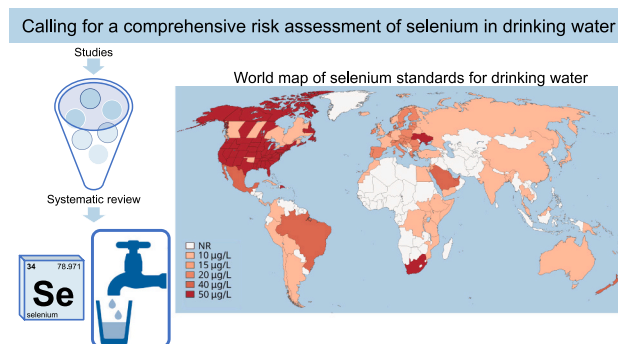 Calling for a comprehensive risk assessment of selenium in drinking water
Studies
World map of selenium standards for drinking water
Systematic review
34 78.971
Se
selenium
NR
10 µg/L
15 µg/L
20 µg/L
40 µg/L
50 µg/L